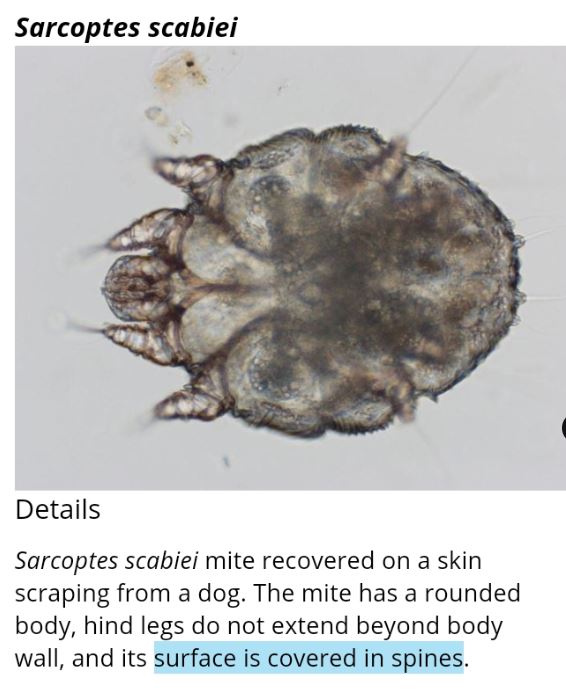 Sarcoptes scabiei
Details
Sarcoptes scabiei mite recovered on a skin
scraping from a dog. The mite has a rounded
body, hind legs do not extend beyond body
wall, and its surface is covered in spines.